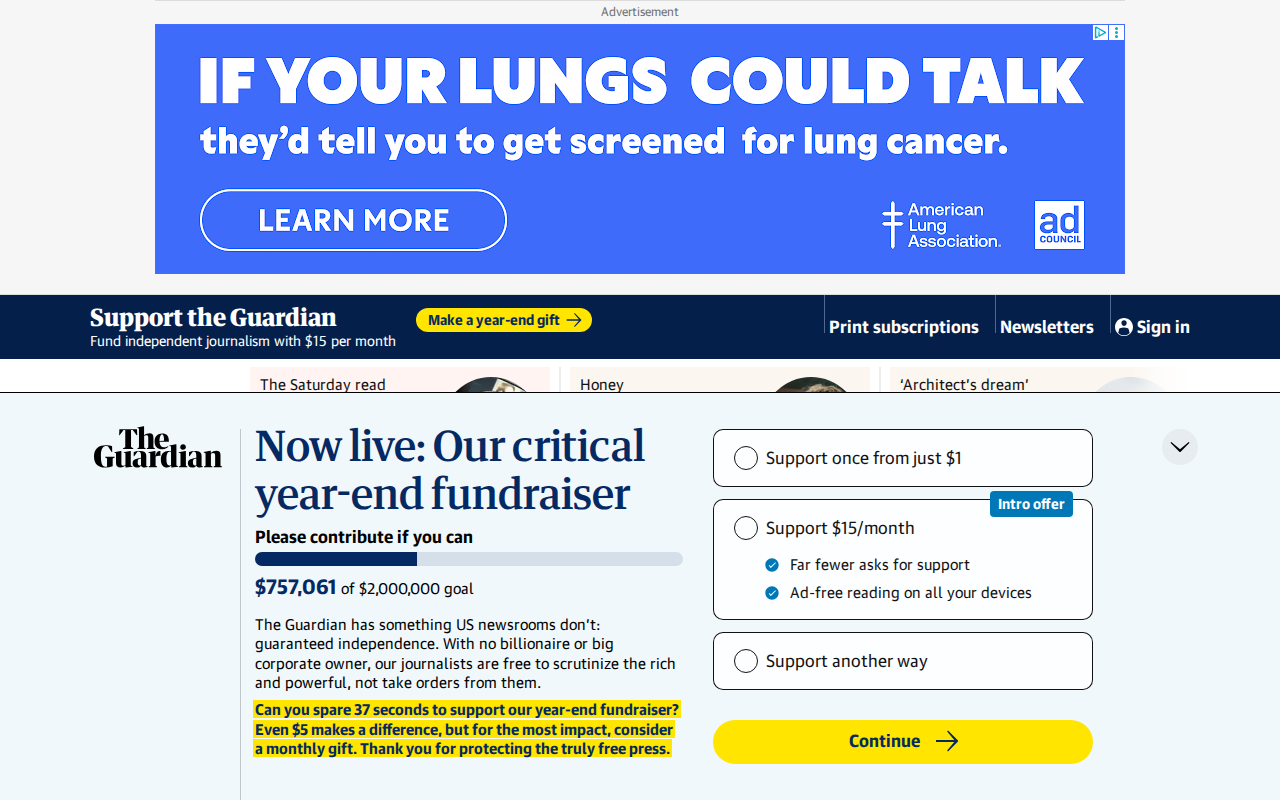 Advertisement
IF YOUR LUNGS COULD TALK
they'd tell you to get screened for lung cancer.
LEARN MORE
American
Lung
Association.
ad
COUNCIL
Support the Guardian
Fund independent journalism with $15 per month
Make a year-end gift
Print subscriptions
Newsletters
Sign in
The Saturday read
Honey
‘Architect’s dream’
The
Guardian
Now live: Our critical
year-end fundraiser
Please contribute if you can
$757,061 of $2,000,000 goal
The Guardian has something US newsrooms don’t:
guaranteed independence. With no billionaire or big
corporate owner, our journalists are free to scrutinize the rich
and powerful, not take orders from them.
Can you spare 37 seconds to support our year-end fundraiser?
Even $5 makes a difference, but for the most impact, consider
a monthly gift. Thank you for protecting the truly free press.
Support once from just $1
Intro offer
Support $15/month
Far fewer asks for support
Ad-free reading on all your devices
Support another way
Continue